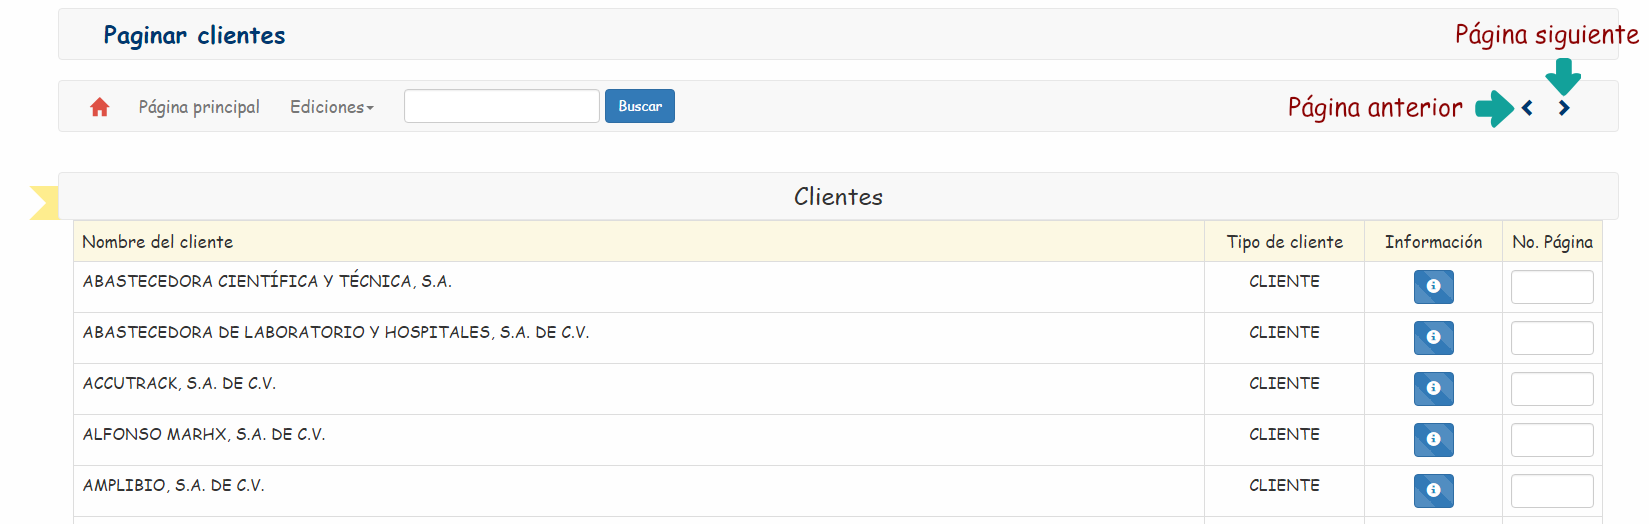 Paginar clientes
Página siguiente
Página principal Ediciones Buscar Página anterior
Clientes
Nombre del cliente Tipo de cliente Información No. Página
ABASTECEDORA CIENTÍFICA Y TÉCNICA, S.A. CLIENTE
ABASTECEDORA DE LABORATORIO Y HOSPITALES, S.A. DE C.V. CLIENTE
ACCUTRACK, S.A. DE C.V. CLIENTE
ALFONSO MARHX, S.A. DE C.V. CLIENTE
AMPLIBIO, S.A. DE C.V. CLIENTE